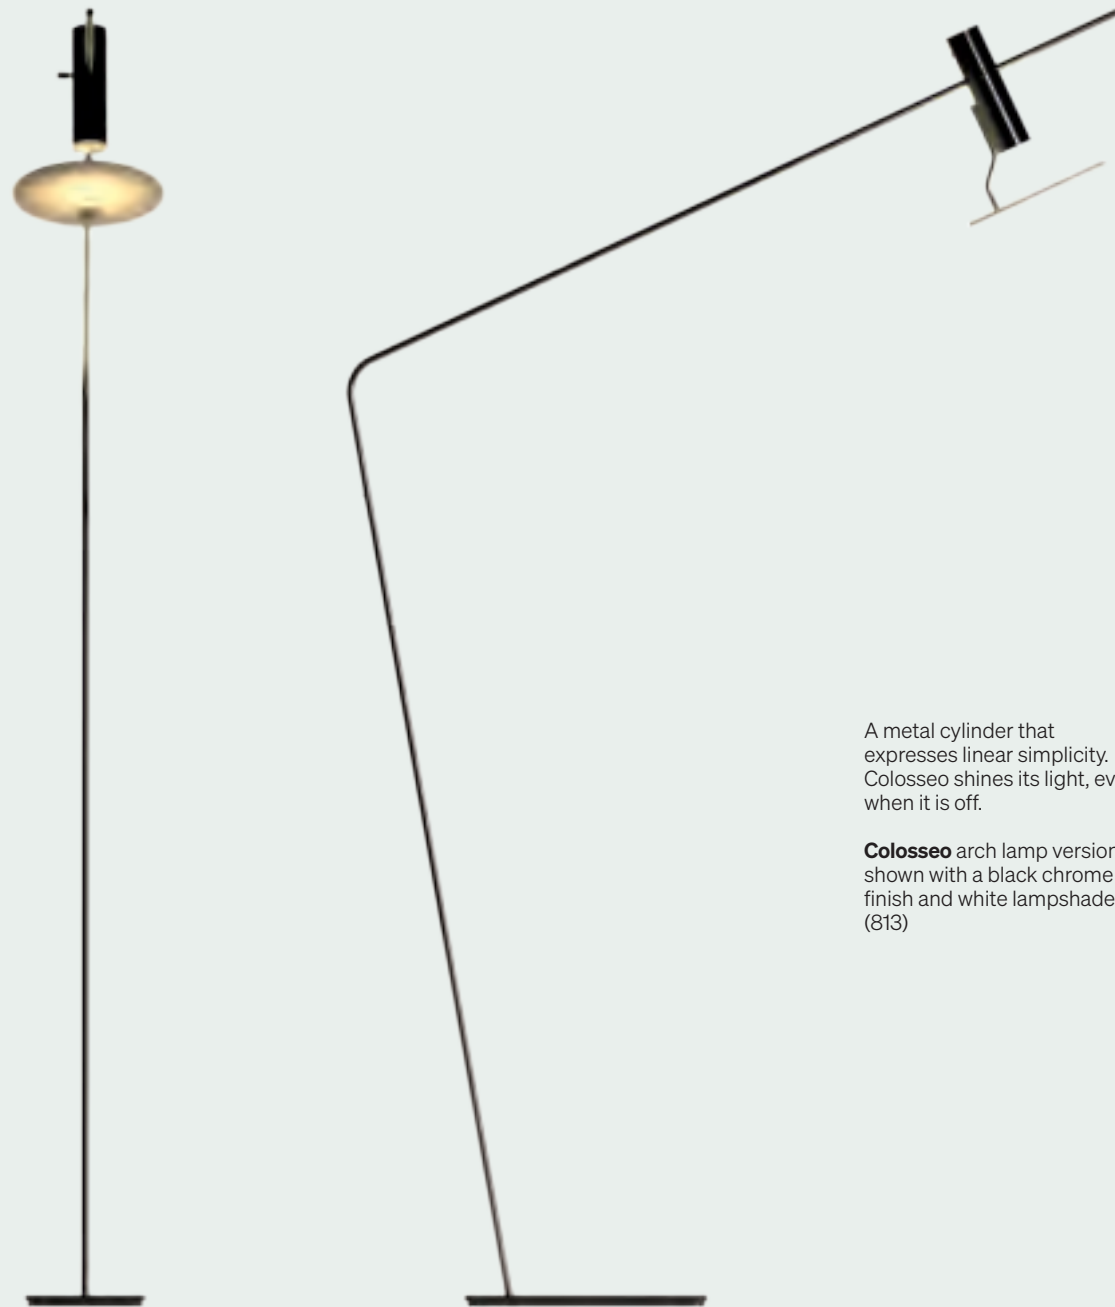 A metal cylinder that
expresses linear simplicity.
Colosseo shines its light, ev
when it is off.
Colosseo arch lamp version
shown with a black chrome
finish and white lampshade
(813)